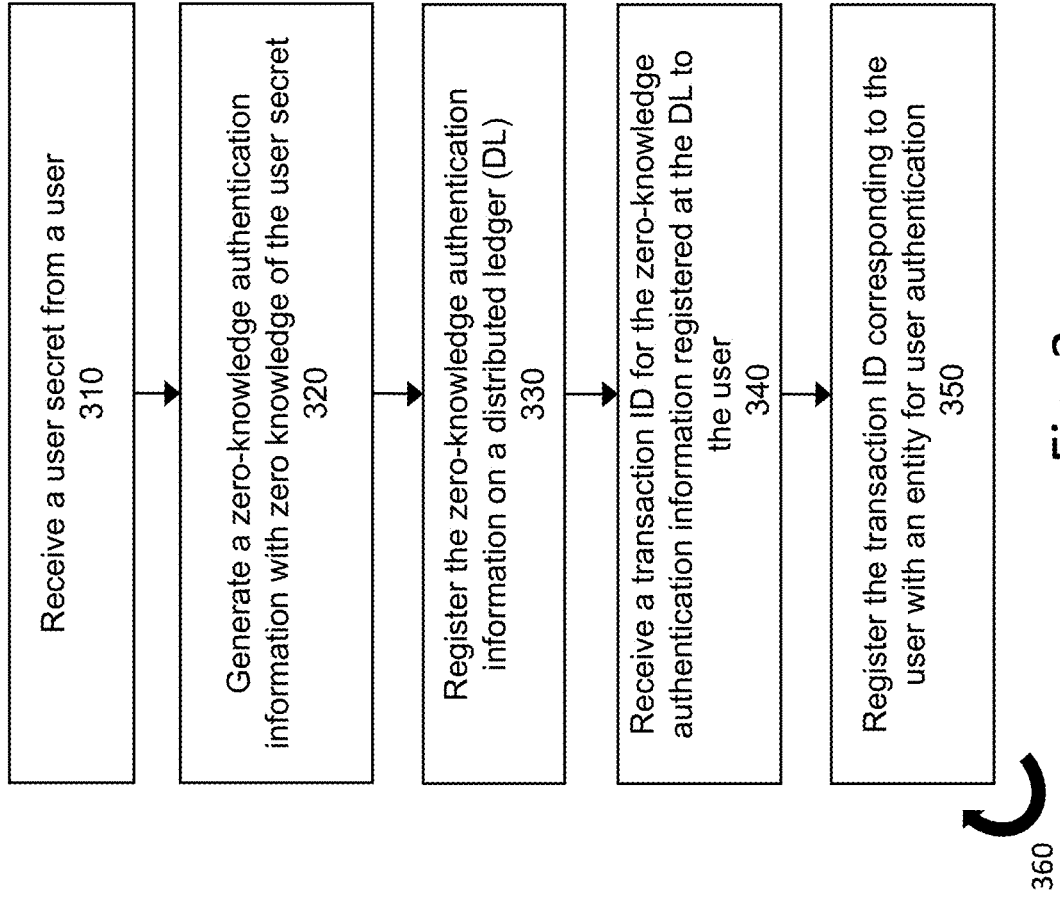 Receive a user secret from a user
310
Generate a zero-knowledge authentication
information with zero knowledge of the user secret
320
Register the zero-knowledge authentication
information on a distributed ledger (DL)
330
Receive a transaction ID for the zero-knowledge
authentication information registered at the DL to
the user
340
Register the transaction ID corresponding to the
user with an entity for user authentication
350
360